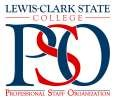 LEWIS-CLARK STATE
COLLEGE
PSO
PROFESSIONAL STAFF ORGANIZATION